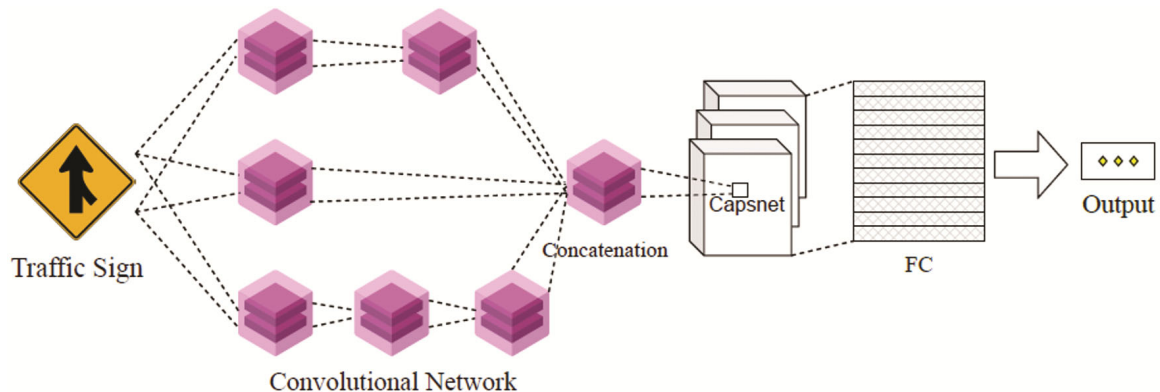 Traffic Sign
Convolutional Network
Concatenation
Capsnet
FC
Output